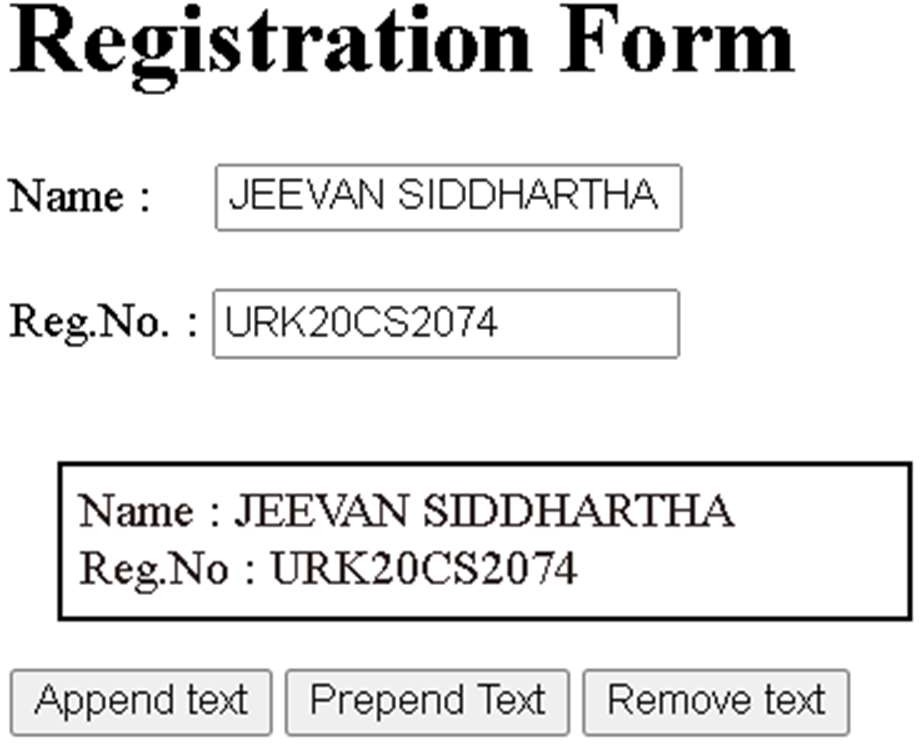 Registration Form
Name : JEEVAN SIDDHARTHA
Reg.No. : URK20CS2074
Name : JEEVAN SIDDHARTHA
Reg.No : URK20CS2074
Append text Prepend Text Remove text